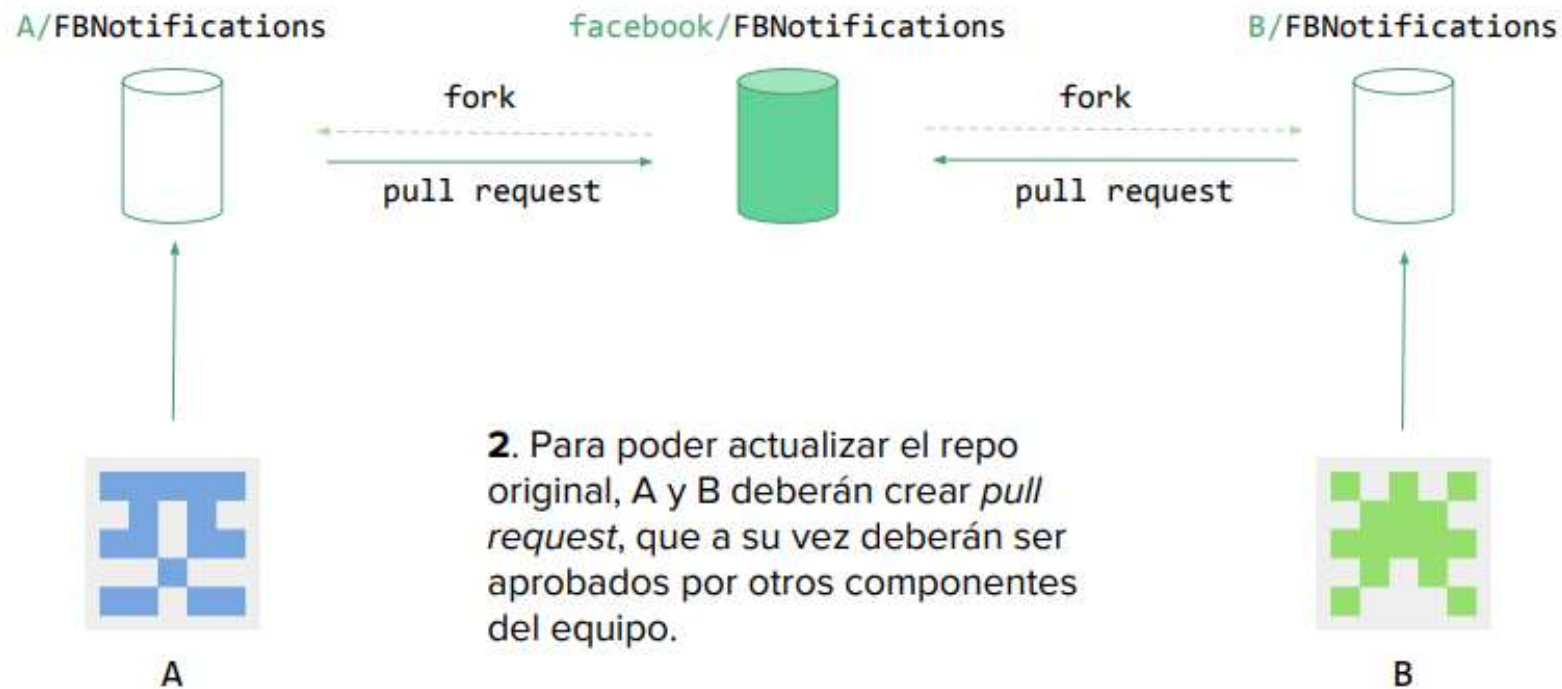 A/FBNotifications
facebook/FBNotifications
B/FBNotifications
fork
fork
pull request
pull request
2. Para poder actualizar el repo
original, A y B deberán crear pull
request, que a su vez deberán ser
aprobados por otros componentes
del equipo.
A
B